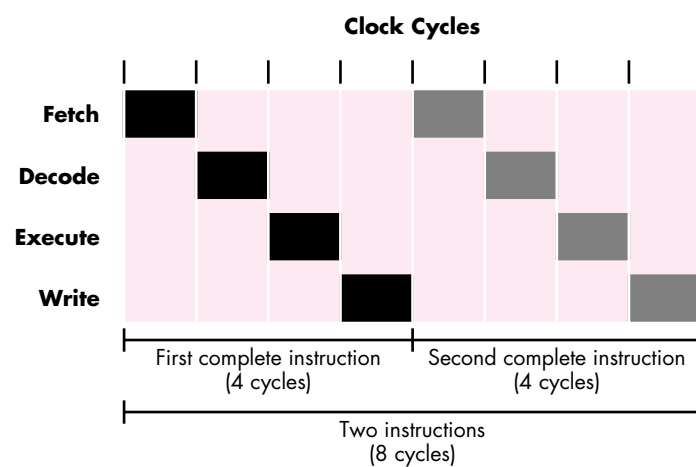 Clock Cycles
Fetch
Decode
Execute
Write
First complete instruction
(4 cycles)
Second complete instruction
(4 cycles)
Two instructions
(8 cycles)